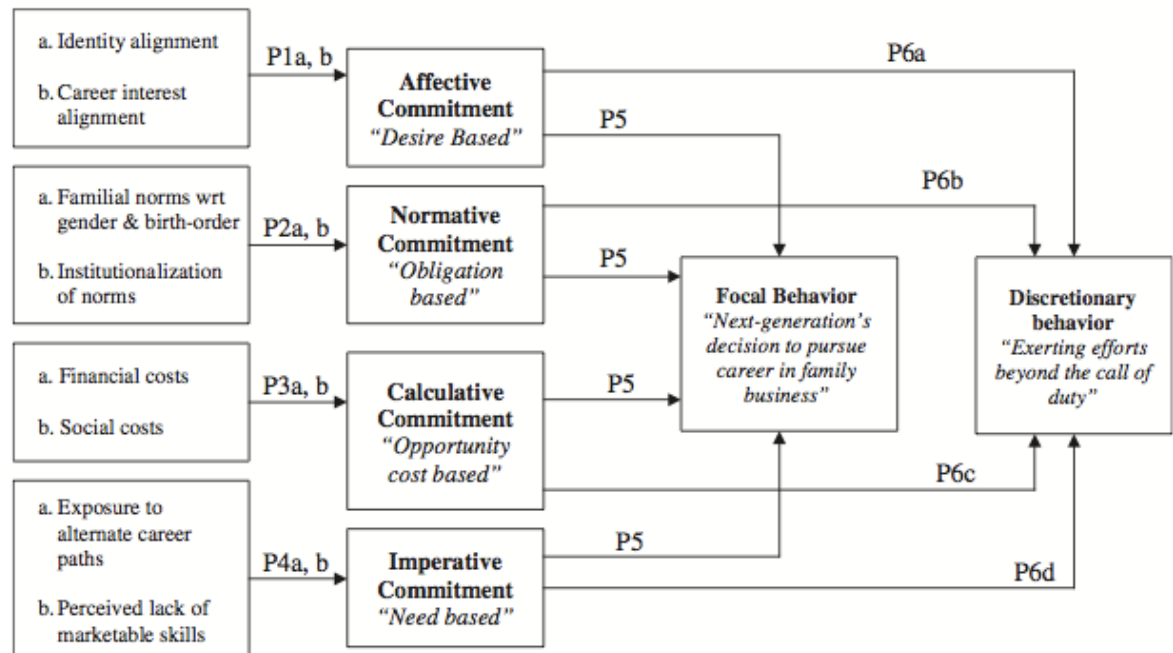 a. Identity alignment
b. Career interest
alignment
P1a, b
Affective
Commitment
“Desire Based”
P6a
P5
a. Familial norms wrt
gender & birth-order
b. Institutionalization
of norms
P2a, b
Normative
Commitment
“Obligation
based”
P6b
P5
Focal Behavior
“Next-generation’s
decision to pursue
career in family
business”
Discretionary
behavior
“Exerting efforts
beyond the call of
duty”
a. Financial costs
b. Social costs
P3a, b
Calculative
Commitment
“Opportunity
cost based”
P5
P6c
a. Exposure to
alternate career
paths
b. Perceived lack of
marketable skills
P4a, b
Imperative
Commitment
“Need based”
P5
P6d